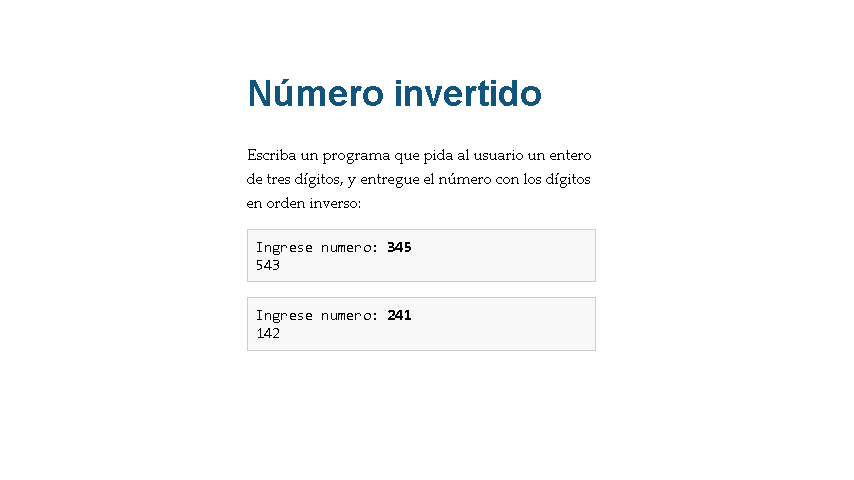 Número invertido
Escriba un programa que pida al usuario un entero
de tres dígitos, y entregue el número con los dígitos
en orden inverso:
Ingrese numero: 345
543
Ingrese numero: 241
142